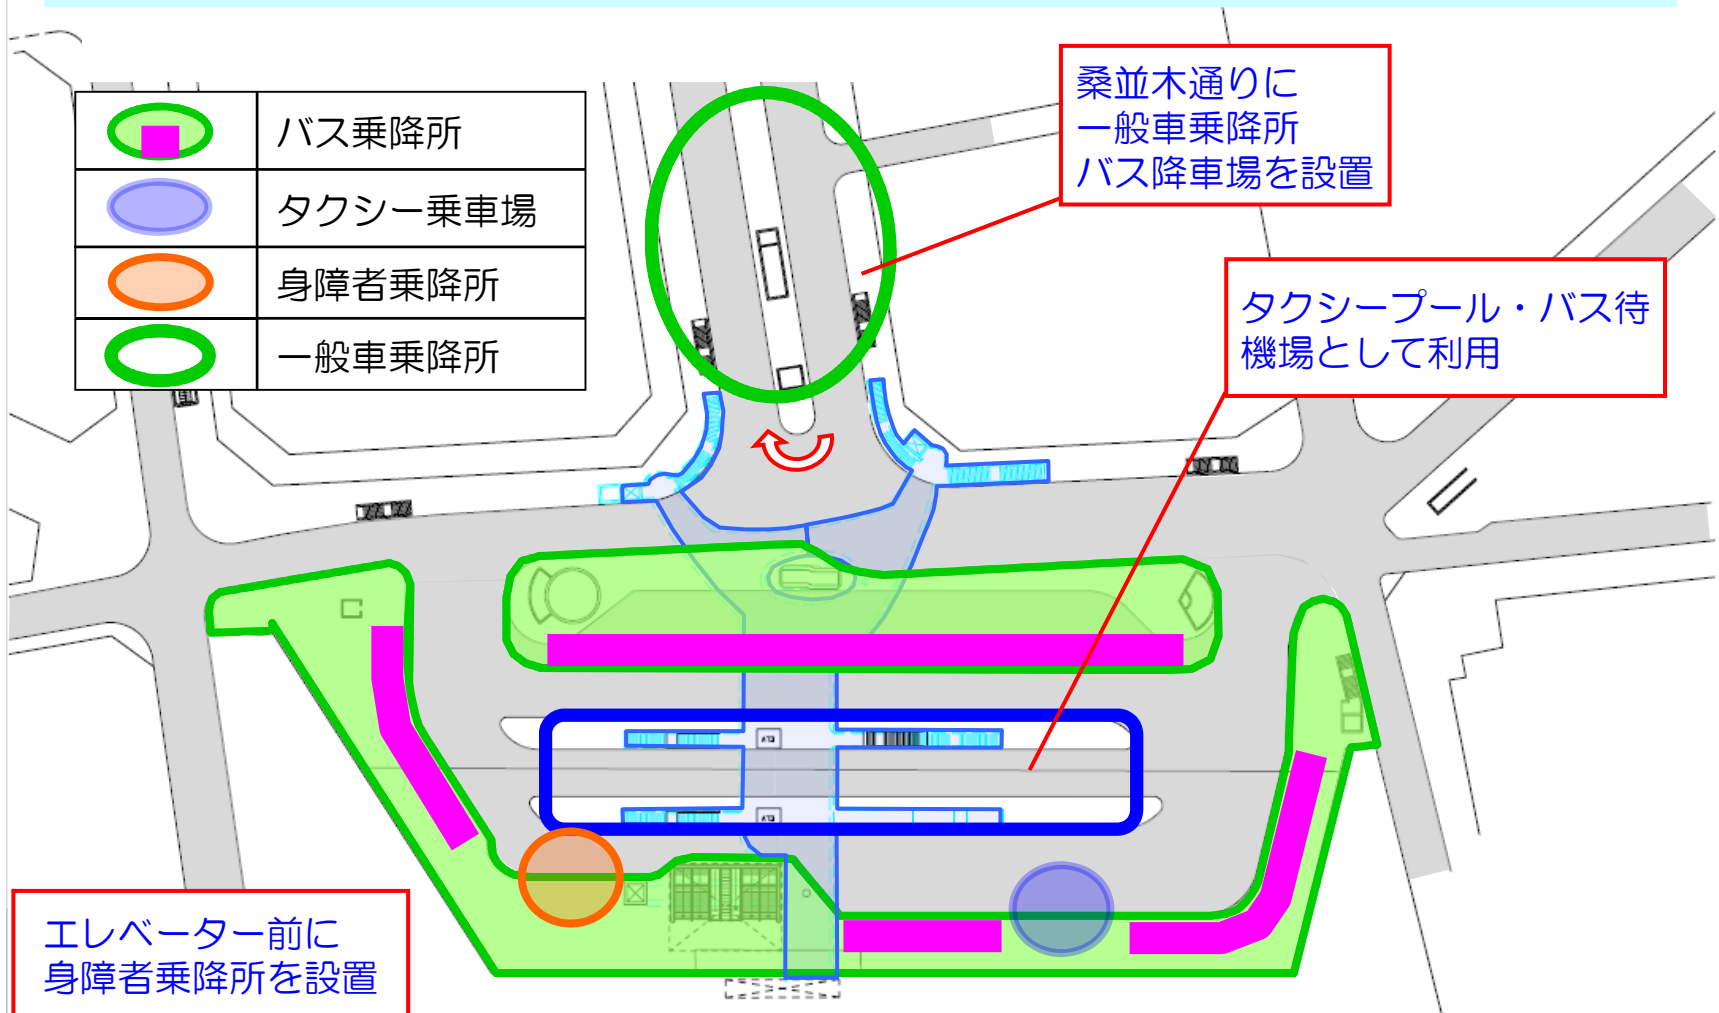 バス乗降所
タクシー乗車場
身障者乗降所
一般車乗降所
桑並木通りに
一般車乗降所
バス降車場を設置
タクシープール・バス待
機場として利用
エレベーター前に
身障者乗降所を設置